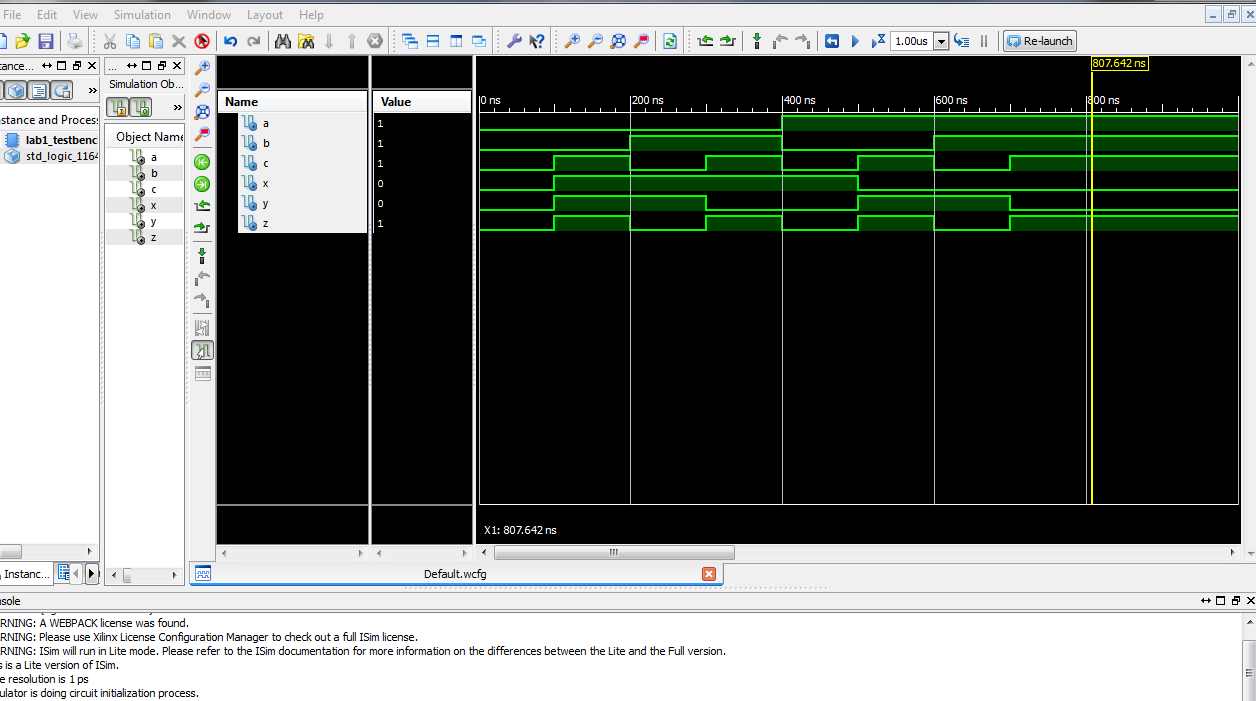 File Edit View Simulation Window Layout Help
1.00us Re-launch
tance... ...
Simulation Ob...
stance and Process
lab1_testbenc
std_logic_1164
Object Name
a
b
c
x
y
z
Name Value
a 1
b 1
c 1
x 0
y 0
z 1
807.642 ns
0 ns 200 ns 400 ns 600 ns 800 ns
X1: 807.642 ns
Instanc...
Default.wcfg
nsole
RNING: A WEBPACK license was found.
RNING: Please use Xilinx License Configuration Manager to check out a full ISim license.
RNING: ISim will run in Lite mode. Please refer to the ISim documentation for more information on the differences between the Lite and the Full version.
s is a Lite version of ISim.
e resolution is 1 ps
ulator is doing circuit initialization process.